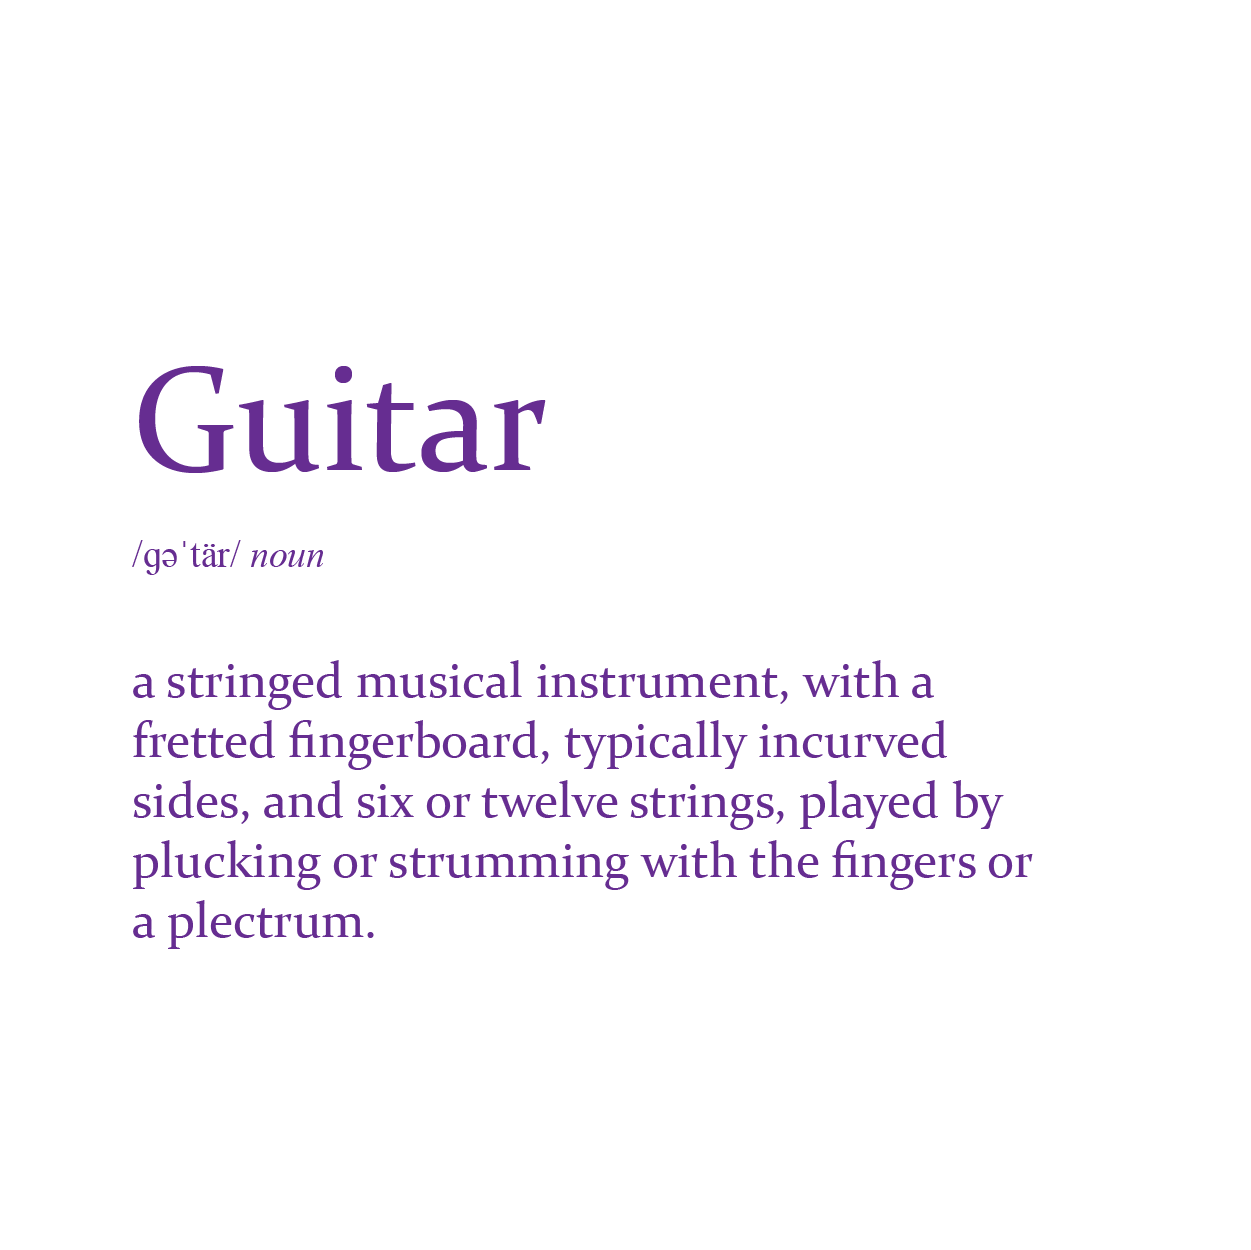 Guitar
/ɡəˈtär/ noun
a stringed musical instrument, with a
fretted fingerboard, typically incurved
sides, and six or twelve strings, played by
plucking or strumming with the fingers or
a plectrum.